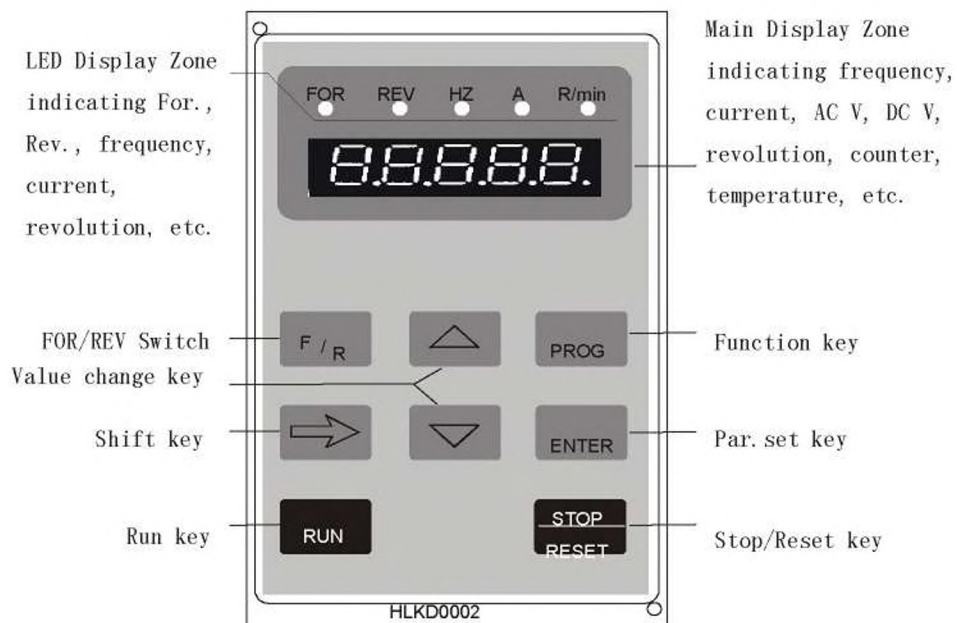 LED Display Zone
indicating For.,
Rev., frequency,
current,
revolution, etc.
Main Display Zone
indicating frequency,
current, AC V, DC V,
revolution, counter,
temperature, etc.
FOR REV HZ A R/min
8.8.8.8.8.
FOR/REV Switch
F/R
PROG
Function key
Value change key
Shift key
ENTER
Par.set key
Run key
RUN
STOP
RESET
Stop/Reset key
HLKD0002